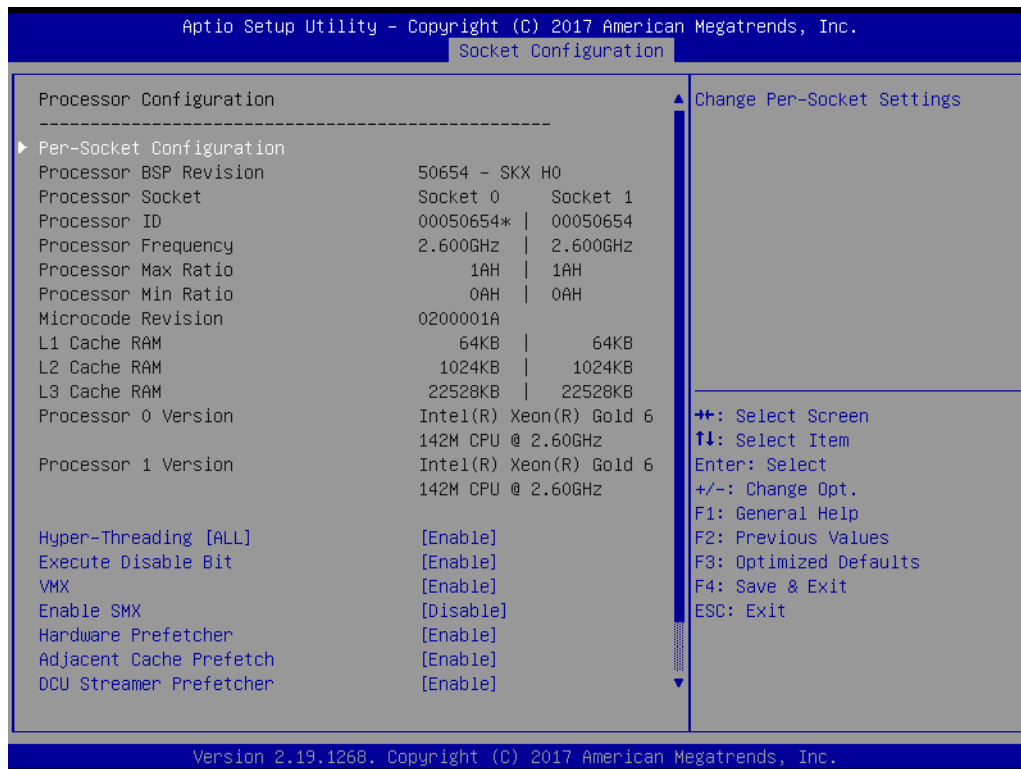 Aptio Setup Utility – Copyright (C) 2017 American Megatrends, Inc.
Socket Configuration
Processor Configuration
--------------------------------------------------
Per-Socket Configuration
Processor BSP Revision 50654 - SKX H0
Processor Socket Socket 0 Socket 1
Processor ID 00050654* | 00050654
Processor Frequency 2.600GHz | 2.600GHz
Processor Max Ratio 1AH | 1AH
Processor Min Ratio 0AH | 0AH
Microcode Revision 0200001A
L1 Cache RAM 64KB | 64KB
L2 Cache RAM 1024KB | 1024KB
L3 Cache RAM 22528KB | 22528KB
Processor 0 Version Intel(R) Xeon(R) Gold 6
142M CPU @ 2.60GHz
Processor 1 Version Intel(R) Xeon(R) Gold 6
142M CPU @ 2.60GHz
Hyper-Threading [ALL] [Enable]
Execute Disable Bit [Enable]
VMX [Enable]
Enable SMX [Disable]
Hardware Prefetcher [Enable]
Adjacent Cache Prefetch [Enable]
DCU Streamer Prefetcher [Enable]
Change Per-Socket Settings
→←: Select Screen
↑↓: Select Item
Enter: Select
+/-: Change Opt.
F1: General Help
F2: Previous Values
F3: Optimized Defaults
F4: Save & Exit
ESC: Exit
Version 2.19.1268. Copyright (C) 2017 American Megatrends, Inc.